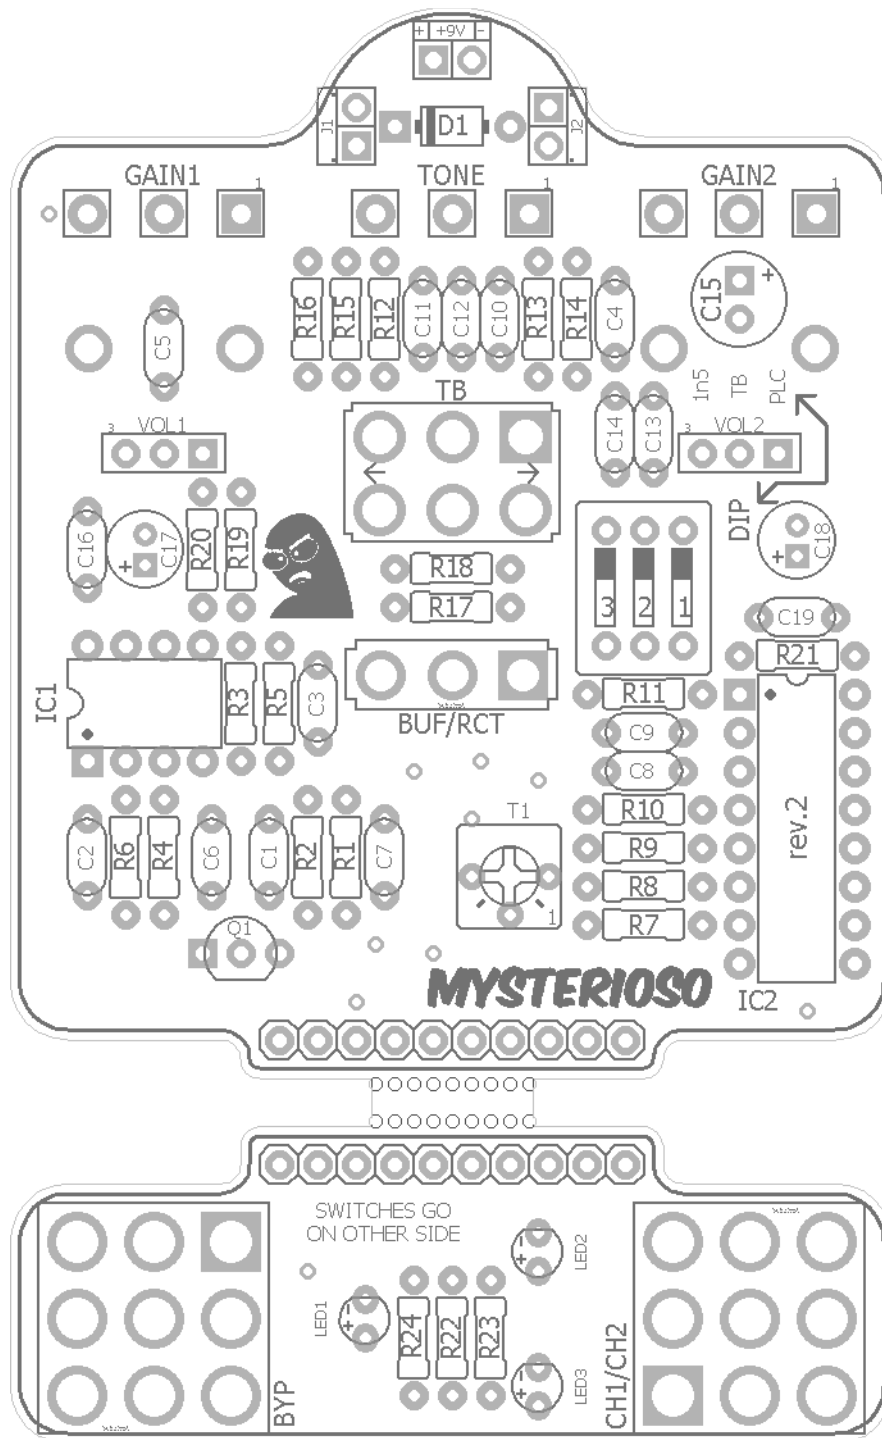 + +9V -
J1
D1
J2
GAIN1
1
TONE
1
GAIN2
1
C5
R16
R15
R12
C11
C12
C10
R13
R14
C4
C15
+
TB
1n5
TB
PLC
3
VOL1
C14
C13
3
VOL2
DIP
C16
+
C17
R20
R19
R18
R17
3
2
1
+
C18
C19
R21
IC1
R3
R5
C3
BUF/RCT
R11
C9
C8
R10
R9
R8
R7
rev.2
T1
1
C2
R6
R4
C6
C1
R2
R1
C7
Q1
MYSTERIOSO
IC2
SWITCHES GO
ON OTHER SIDE
LED1
+ -
R24
R22
R23
+ -
LED2
+ -
LED3
BYP
CH1/CH2